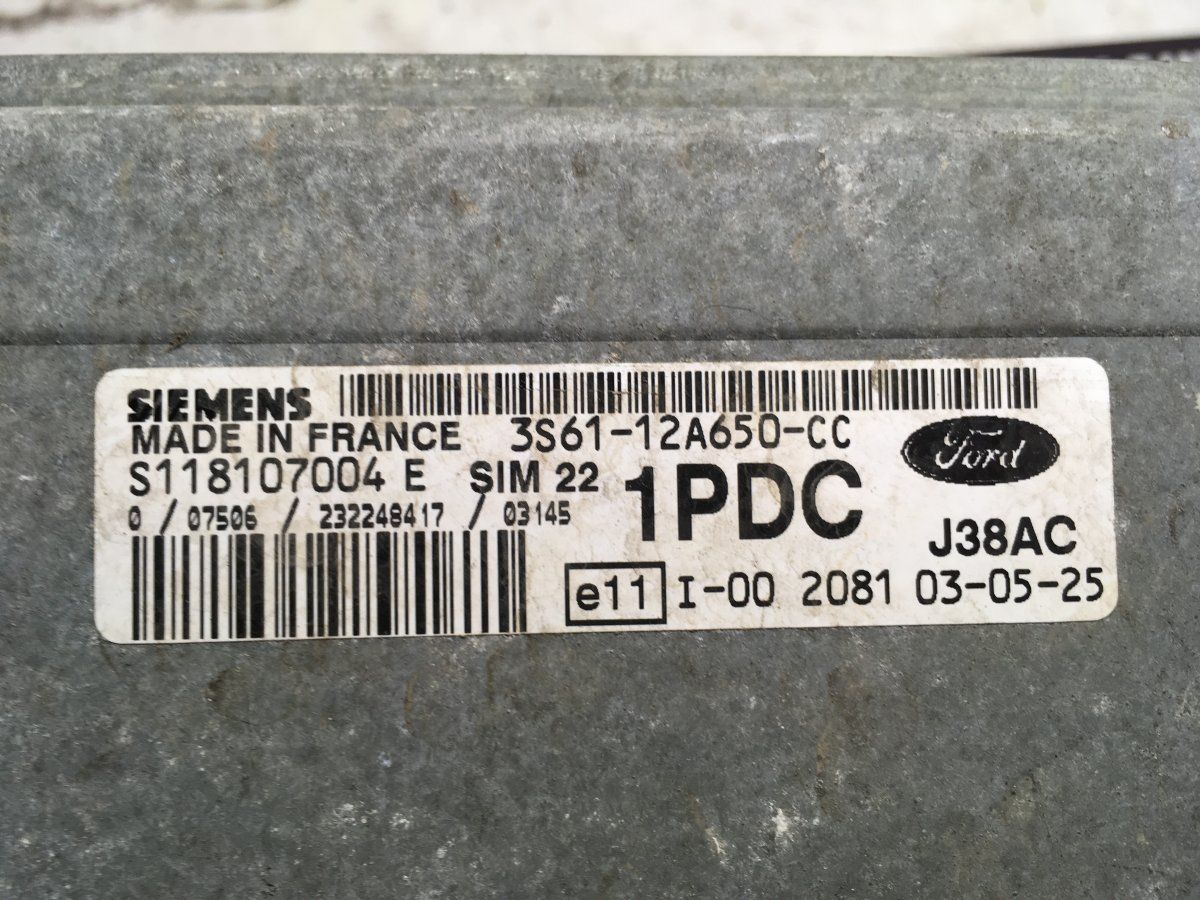 SIEMENS
MADE IN FRANCE 3S61-12A650-CC
S118107004 E SIM 22 1PDC Ford
0 / 07506 / 232248417 / 03145 J38AC
e11 I-00 2081 03-05-25